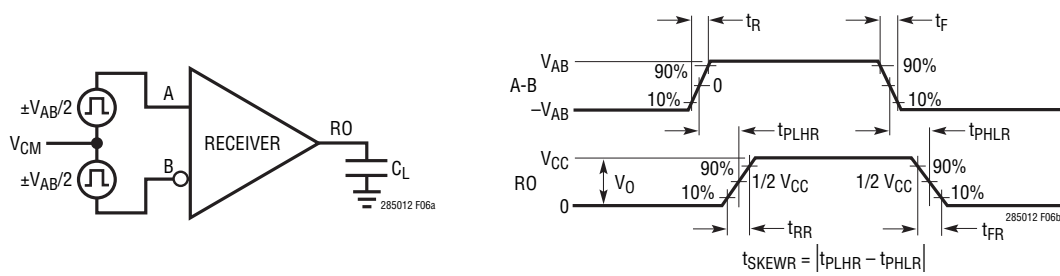 ±VAB/2
VCM
±VAB/2
A
B
RECEIVER
RO
CL
285012 F06a
tR
tF
A-B
VAB
90%
0
90%
–VAB
10%
10%
tPLHR
tPHLR
RO
VCC
90%
VO
1/2 VCC
1/2 VCC
90%
10%
10%
0
285012 F06b
tRR
tFR
tSKEWR = |tPLHR – tPHLR|